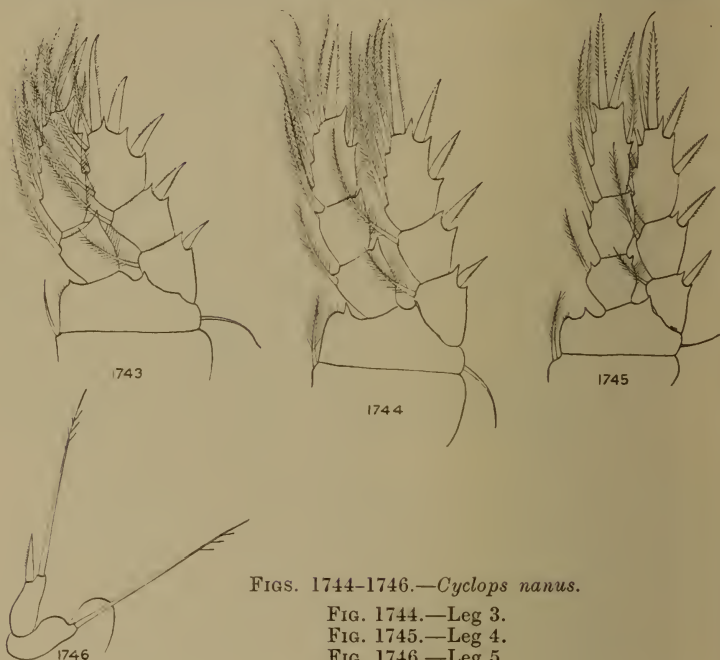 1743
1744
1745
1746
FIGS. 1744-1746.—Cyclops nanus.
FIG. 1744.—Leg 3.
FIG. 1745.—Leg 4.
FIG. 1746.—Leg 5.